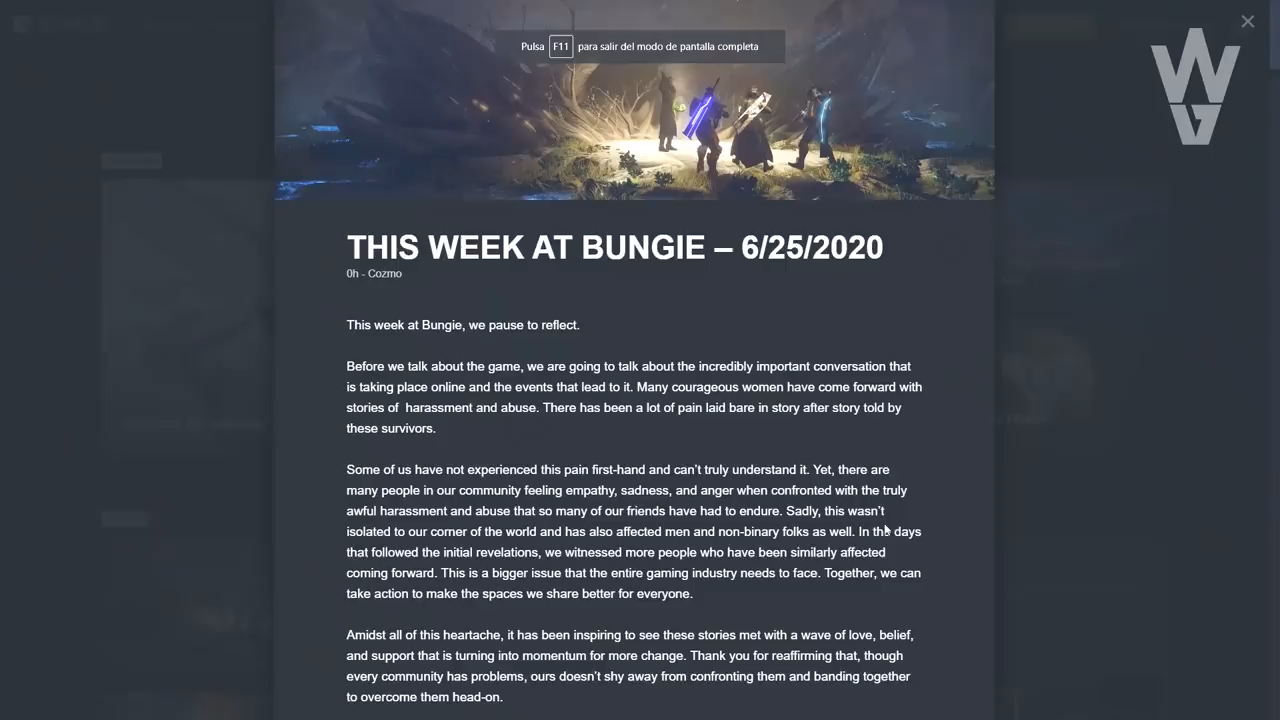 Pulsa F11 para salir del modo de pantalla completa
WG
THIS WEEK AT BUNGIE – 6/25/2020
0h - Cozmo
This week at Bungie, we pause to reflect.
Before we talk about the game, we are going to talk about the incredibly important conversation that
is taking place online and the events that lead to it. Many courageous women have come forward with
stories of  harassment and abuse. There has been a lot of pain laid bare in story after story told by
these survivors.
Some of us have not experienced this pain first-hand and can’t truly understand it. Yet, there are
many people in our community feeling empathy, sadness, and anger when confronted with the truly
awful harassment and abuse that so many of our friends have had to endure. Sadly, this wasn’t
isolated to our corner of the world and has also affected men and non-binary folks as well. In the days
that followed the initial revelations, we witnessed more people who have been similarly affected
coming forward. This is a bigger issue that the entire gaming industry needs to face. Together, we can
take action to make the spaces we share better for everyone.
Amidst all of this heartache, it has been inspiring to see these stories met with a wave of love, belief,
and support that is turning into momentum for more change. Thank you for reaffirming that, though
every community has problems, ours doesn’t shy away from confronting them and banding together
to overcome them head-on.